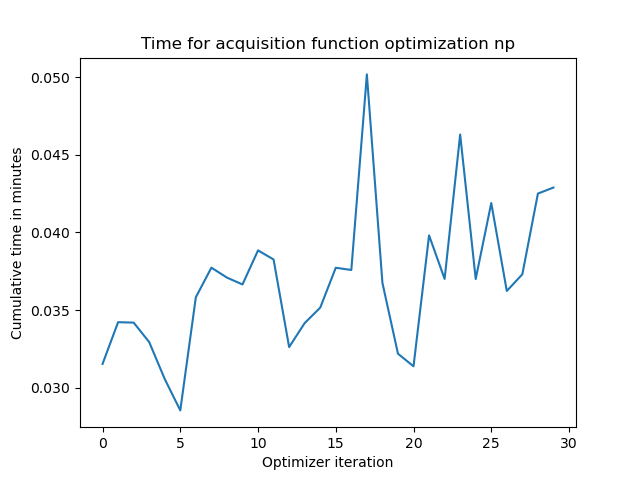 Time for acquisition function optimization np
0.050
0.045
0.040
0.035
0.030
Cumulative time in minutes
0 5 10 15 20 25 30
Optimizer iteration